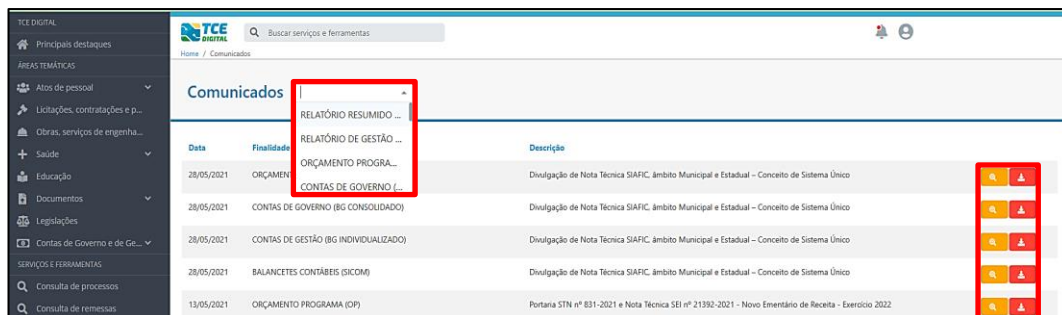 TCE DIGITAL
Principais destaques
ÁREAS TEMÁTICAS
Atos de pessoal
Licitações, contratações e p...
Obras, serviços de engenha...
Saúde
Educação
Documentos
Legislações
Contas de Governo e de Ge...
SERVIÇOS E FERRAMENTAS
Consulta de processos
Consulta de remessas
TCE
DIGITAL
Buscar serviços e ferramentas
Home / Comunicados
Comunicados
RELATÓRIO RESUMIDO ...
RELATÓRIO DE GESTÃO ...
ORÇAMENTO PROGRA...
CONTAS DE GOVERNO (...
Data Finalidade Descrição
28/05/2021 ORÇAMENT Divulgação de Nota Técnica SIAFIC, âmbito Municipal e Estadual – Conceito de Sistema Único
28/05/2021 CONTAS DE GOVERNO (BG CONSOLIDADO) Divulgação de Nota Técnica SIAFIC, âmbito Municipal e Estadual – Conceito de Sistema Único
28/05/2021 CONTAS DE GESTÃO (BG INDIVIDUALIZADO) Divulgação de Nota Técnica SIAFIC, âmbito Municipal e Estadual – Conceito de Sistema Único
28/05/2021 BALANCETES CONTÁBEIS (SICOM) Divulgação de Nota Técnica SIAFIC, âmbito Municipal e Estadual – Conceito de Sistema Único
13/05/2021 ORÇAMENTO PROGRAMA (OP) Portaria STN nº 831-2021 e Nota Técnica SEI nº 21392-2021 - Novo Ementário de Receita - Exercício 2022